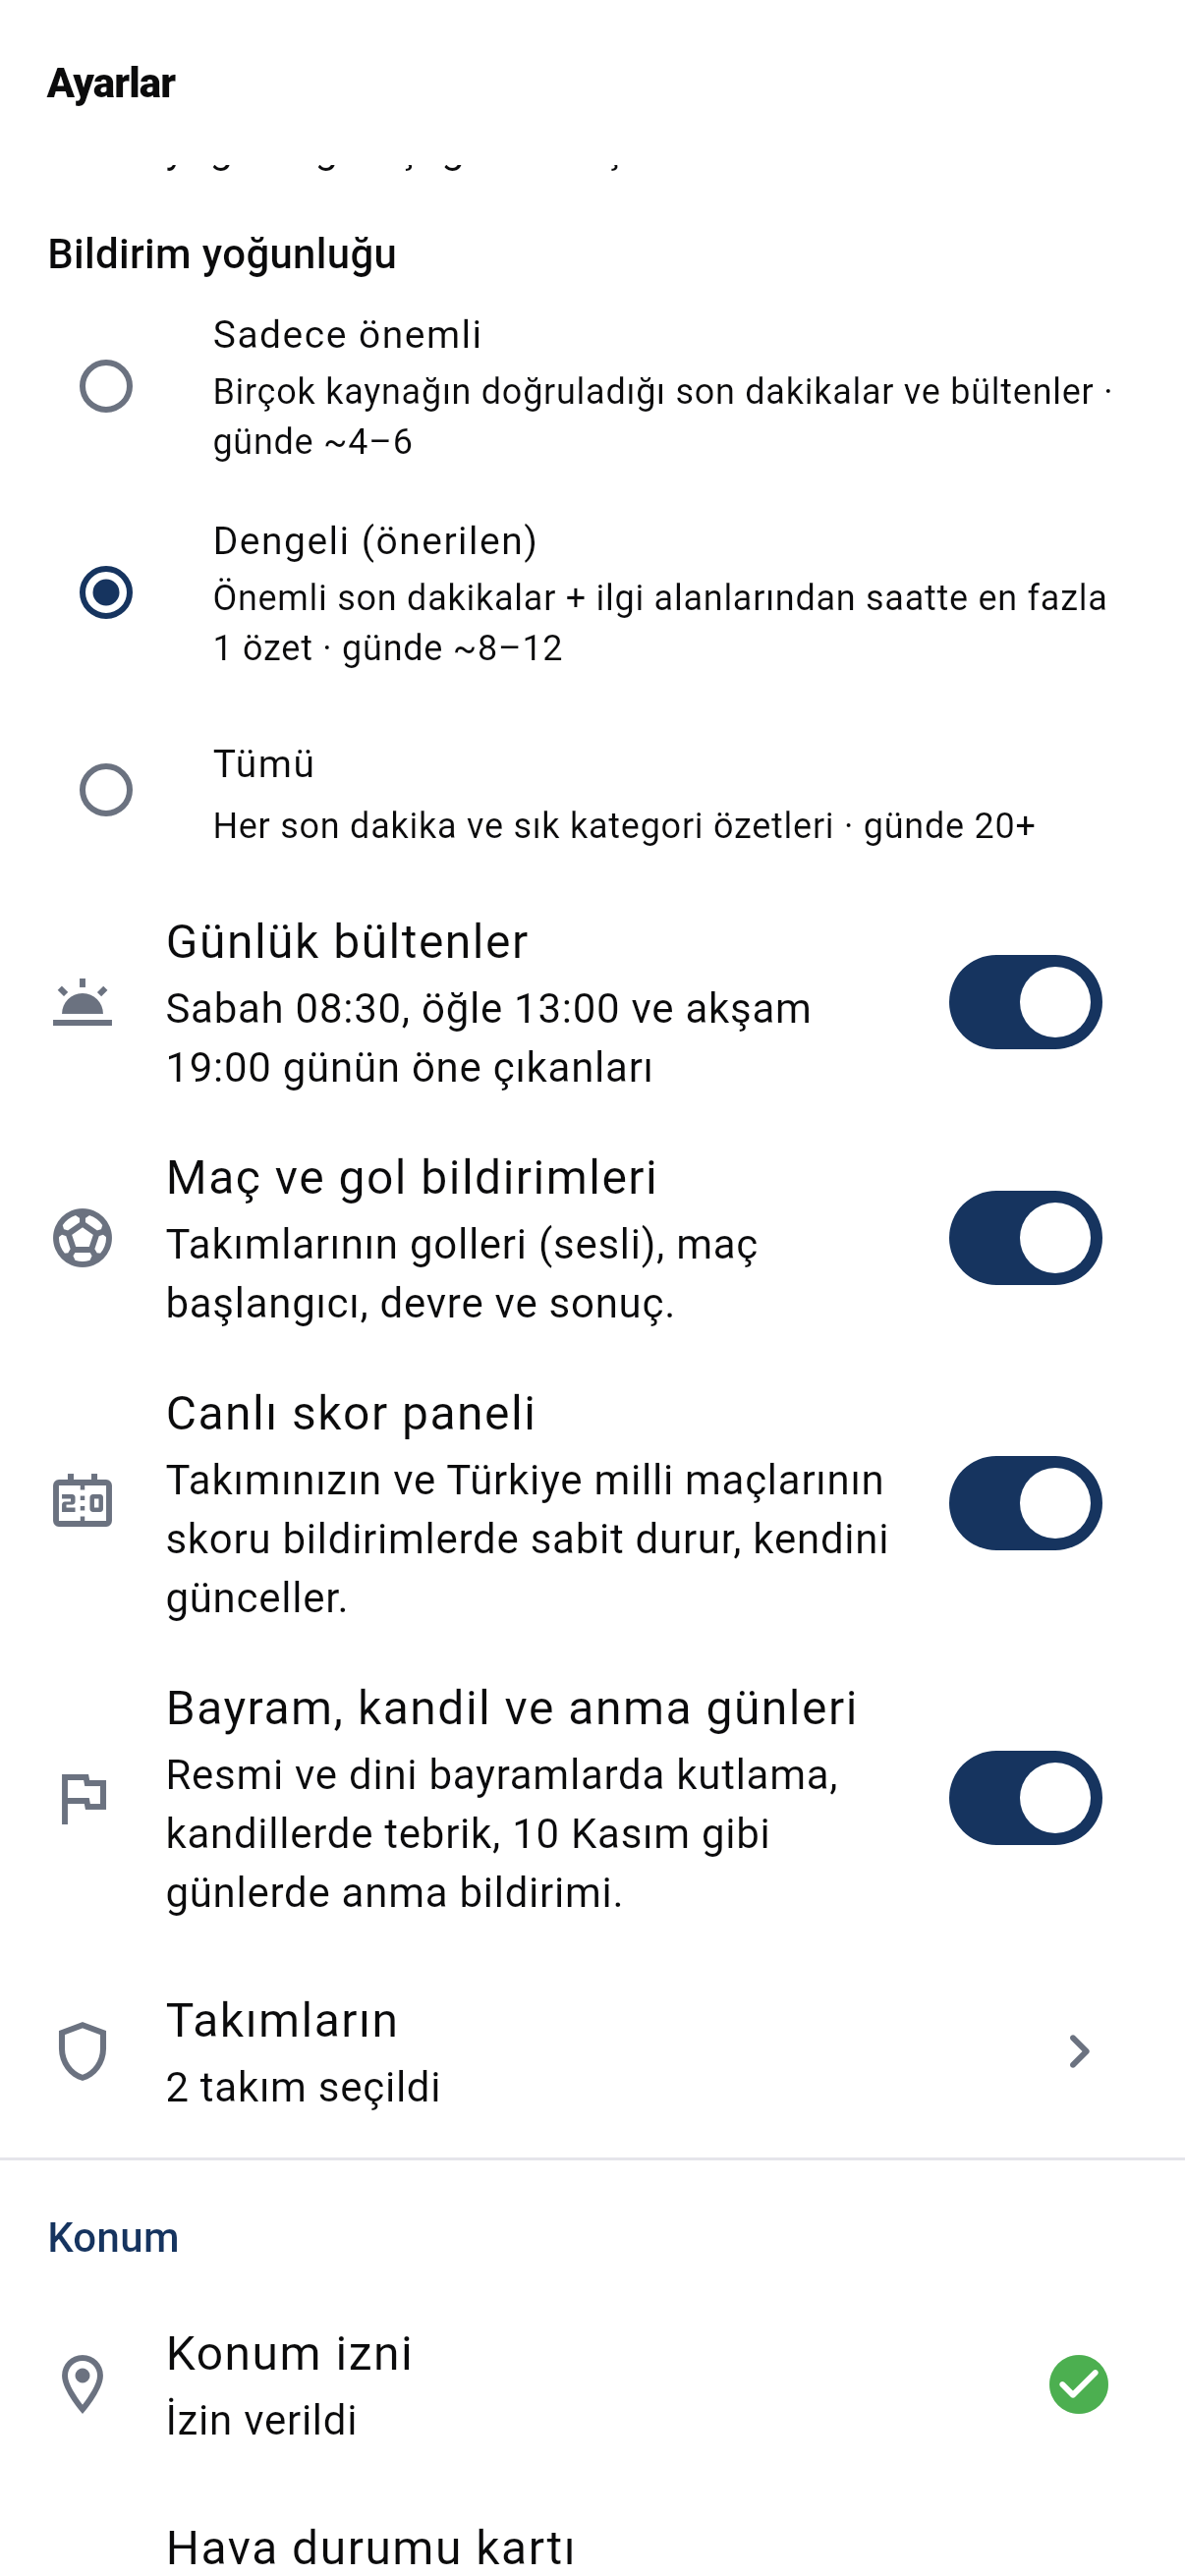 Ayarlar
Bildirim yoğunluğu
Sadece önemli
Birçok kaynağın doğruladığı son dakikalar ve bültenler ·
günde ~4–6
Dengeli (önerilen)
Önemli son dakikalar + ilgi alanlarından saatte en fazla
1 özet · günde ~8–12
Tümü
Her son dakika ve sık kategori özetleri · günde 20+
Günlük bültenler
Sabah 08:30, öğle 13:00 ve akşam
19:00 günün öne çıkanları
Maç ve gol bildirimleri
Takımlarının golleri (sesli), maç
başlangıcı, devre ve sonuç.
Canlı skor paneli
Takımınızın ve Türkiye milli maçlarının
skoru bildirimlerde sabit durur, kendini
günceller.
2:0
Bayram, kandil ve anma günleri
Resmi ve dini bayramlarda kutlama,
kandillerde tebrik, 10 Kasım gibi
günlerde anma bildirimi.
Takımların
2 takım seçildi
Konum
Konum izni
İzin verildi
Hava durumu kartı